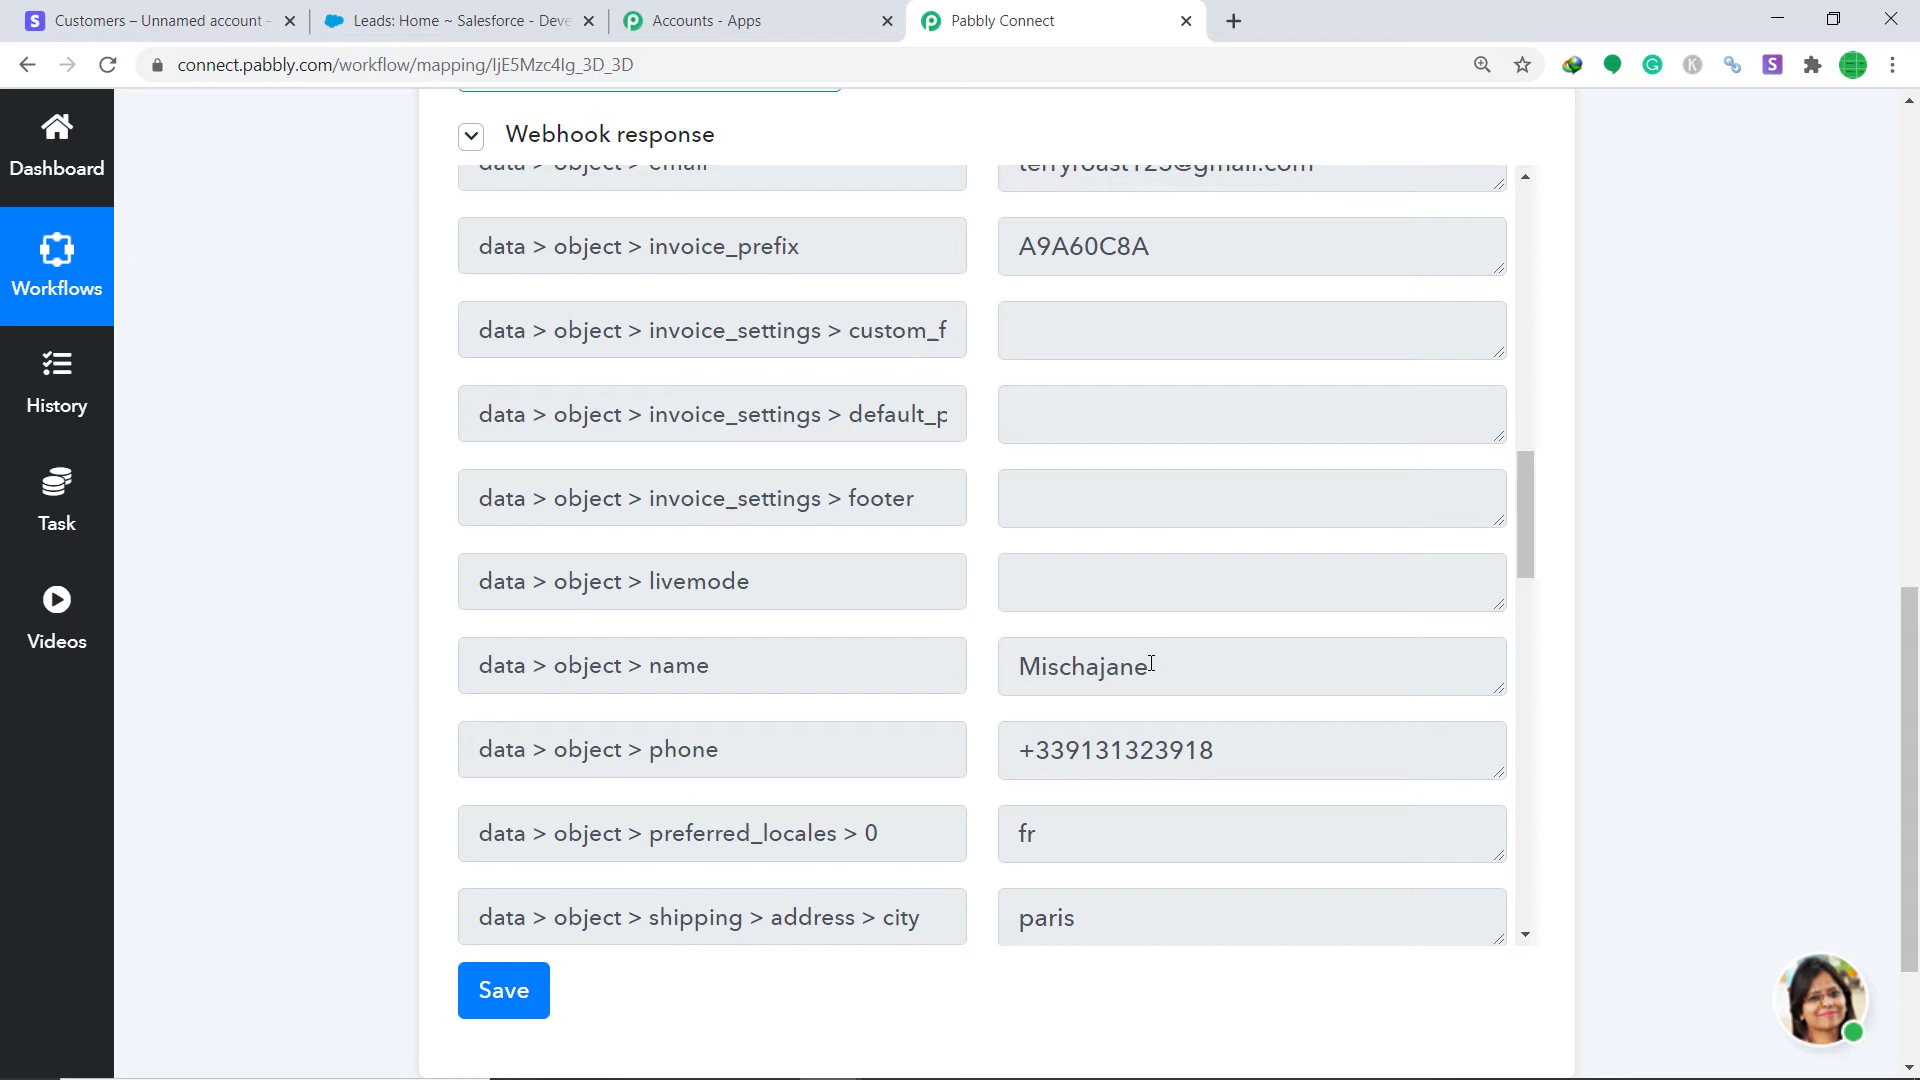 Customers – Unnamed account -
Leads: Home ~ Salesforce - Deve
Accounts - Apps
Pabbly Connect
connect.pabbly.com/workflow/mapping/IjE5Mzc4Ig_3D_3D
Dashboard
Workflows
History
Task
Videos
Webhook response
data > object > email
terryroast123@gmail.com
data > object > invoice_prefix
A9A60C8A
data > object > invoice_settings > custom_f
data > object > invoice_settings > default_p
data > object > invoice_settings > footer
data > object > livemode
data > object > name
Mischajane
data > object > phone
+339131323918
data > object > preferred_locales > 0
fr
data > object > shipping > address > city
paris
Save